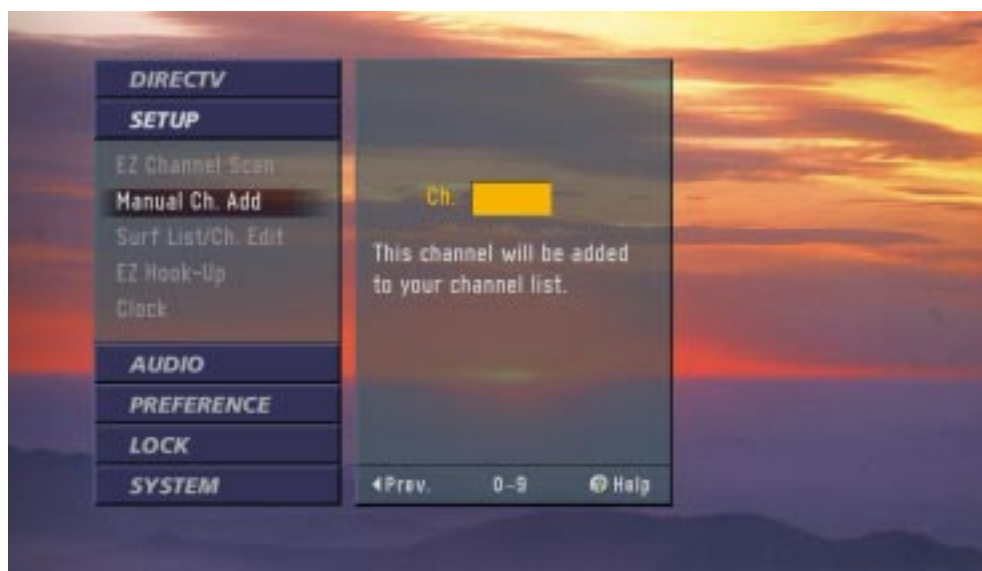 DIRECTV
SETUP
EZ Channel Scan
Manual Ch. Add
Surf List/Ch. Edit
EZ Hook-Up
Clock
AUDIO
PREFERENCE
LOCK
SYSTEM
Ch.
This channel will be added
to your channel list.
◀Prev. 0-9 ? Help